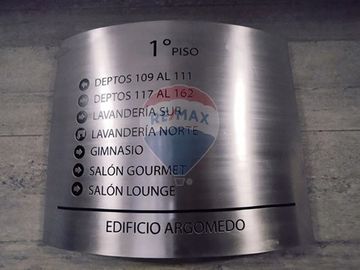 1° PISO
DEPTOS 109 AL 111
DEPTOS 117 AL 162
LAVANDERÍA SUR
RE/MAX
LAVANDERÍA NORTE
GIMNASIO
SALÓN GOURMET
SALÓN LOUNGE
EDIFICIO ARGOMEDO